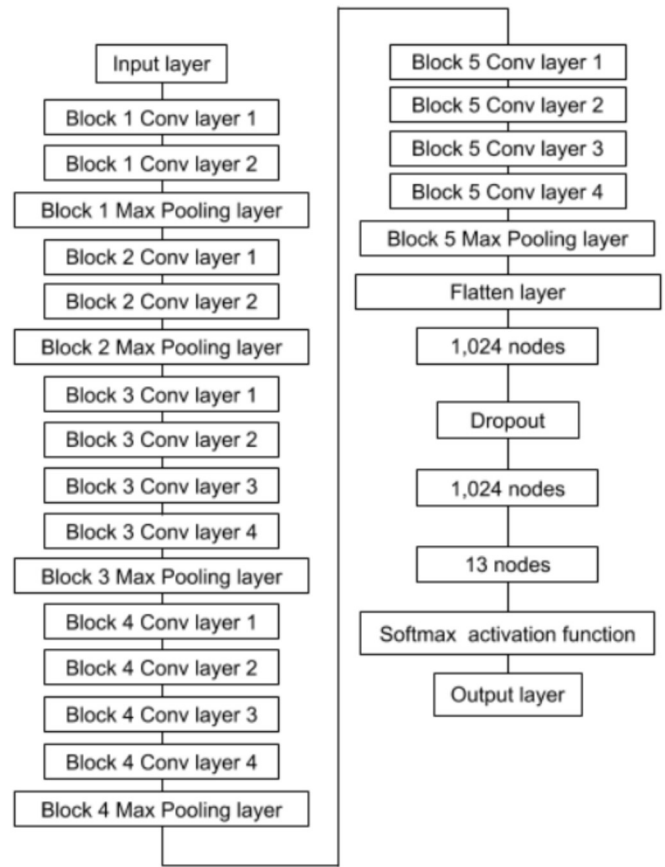 Input layer
Block 1 Conv layer 1
Block 1 Conv layer 2
Block 1 Max Pooling layer
Block 2 Conv layer 1
Block 2 Conv layer 2
Block 2 Max Pooling layer
Block 3 Conv layer 1
Block 3 Conv layer 2
Block 3 Conv layer 3
Block 3 Conv layer 4
Block 3 Max Pooling layer
Block 4 Conv layer 1
Block 4 Conv layer 2
Block 4 Conv layer 3
Block 4 Conv layer 4
Block 4 Max Pooling layer
Block 5 Conv layer 1
Block 5 Conv layer 2
Block 5 Conv layer 3
Block 5 Conv layer 4
Block 5 Max Pooling layer
Flatten layer
1,024 nodes
Dropout
1,024 nodes
13 nodes
Softmax activation function
Output layer